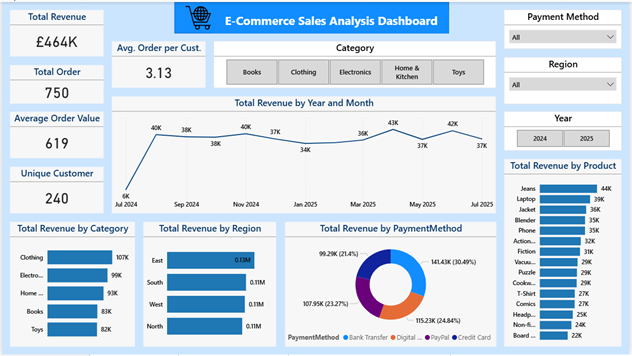 Total Revenue
£464K
Total Order
750
Average Order Value
619
Unique Customer
240
E-Commerce Sales Analysis Dashboard
Avg. Order per Cust.
3.13
Category
Books
Clothing
Electronics
Home &
Kitchen
Toys
Payment Method
All
Region
All
Year
2024
2025
Total Revenue by Year and Month
6K
40K
38K
38K
40K
37K
34K
36K
43K
37K
42K
37K
Jul 2024
Sep 2024
Nov 2024
Jan 2025
Mar 2025
May 2025
Jul 2025
Total Revenue by Category
Clothing 107K
Electro... 99K
Home ... 93K
Books 83K
Toys 82K
Total Revenue by Region
East 0.13M
South 0.11M
West 0.11M
North 0.11M
Total Revenue by PaymentMethod
99.29K (21.4%)
141.43K (30.49%)
107.95K (23.27%)
115.23K (24.84%)
PaymentMethod Bank Transfer Digital ... PayPal Credit Card
Total Revenue by Product
Jeans 44K
Laptop 39K
Jacket 36K
Blender 35K
Phone 35K
Action... 32K
Fiction 31K
Vacuu... 29K
Puzzle 29K
Cookw... 29K
T-Shirt 27K
Comics 27K
Headp... 27K
Non-fi... 24K
Board ... 22K